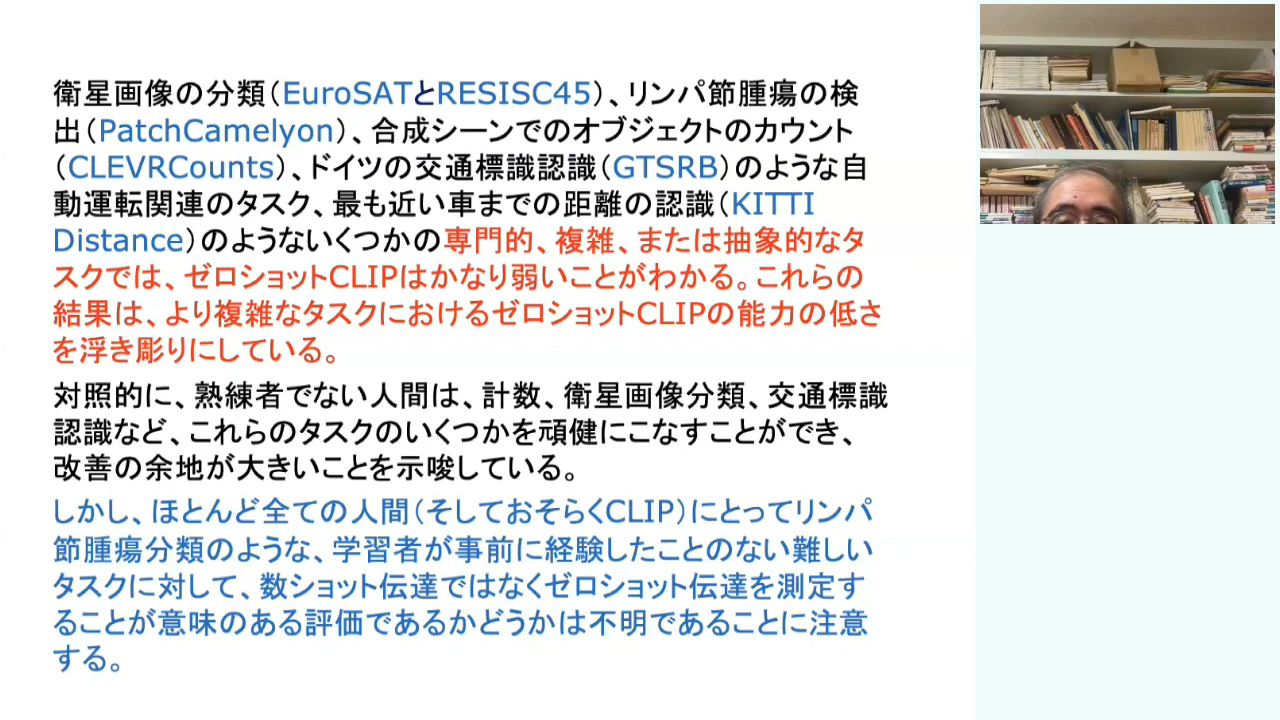 衛星画像の分類（EuroSATとRESISC45）、リンパ節腫瘍の検
出（PatchCamelyon）、合成シーンでのオブジェクトのカウント
（CLEVRCounts）、ドイツの交通標識認識（GTSRB）のような自
動運転関連のタスク、最も近い車までの距離の認識（KITTI
Distance）のようないくつかの専門的、複雑、または抽象的なタ
スクでは、ゼロショットCLIPはかなり弱いことがわかる。これらの
結果は、より複雑なタスクにおけるゼロショットCLIPの能力の低さ
を浮き彫りにしている。
対照的に、熟練者でない人間は、計数、衛星画像分類、交通標識
認識など、これらのタスクのいくつかを頑健にこなすことができ、
改善の余地が大きいことを示唆している。
しかし、ほとんど全ての人間（そしておそらくCLIP）にとってリンパ
節腫瘍分類のような、学習者が事前に経験したことのない難しい
タスクに対して、数ショット伝達ではなくゼロショット伝達を測定す
ることが意味のある評価であるかどうかは不明であることに注意
する。